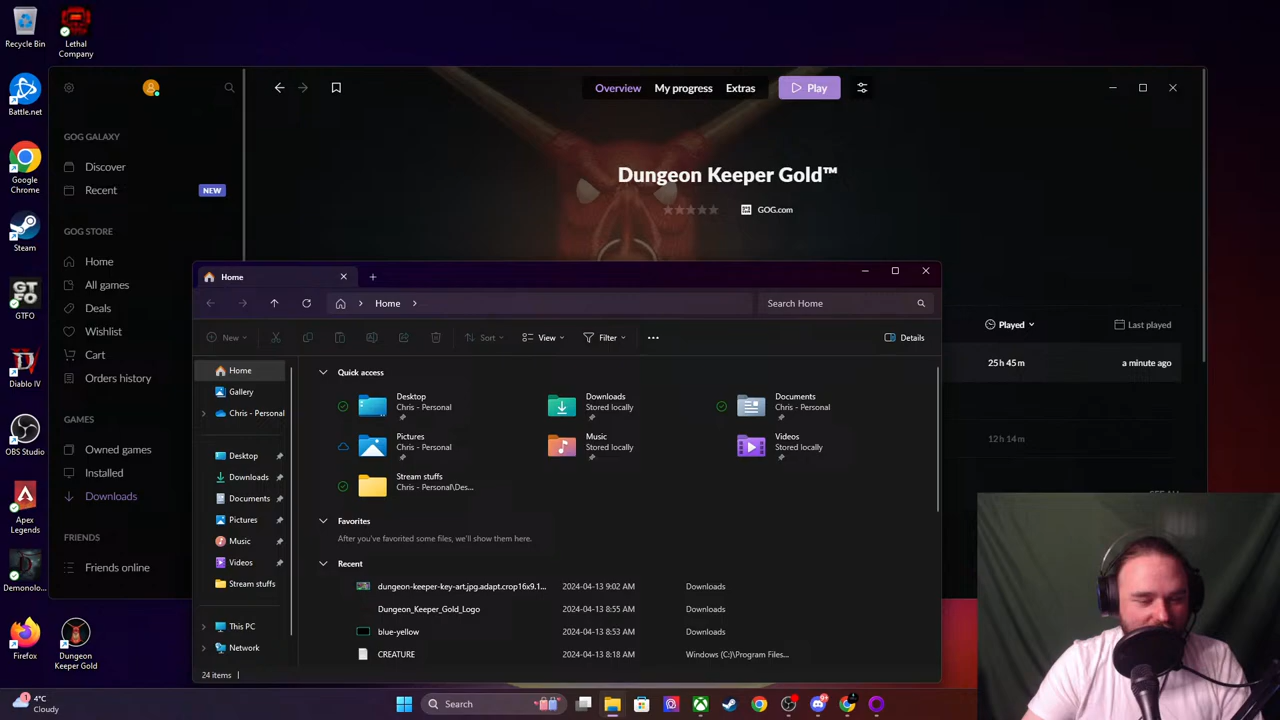 Recycle Bin
Lethal
Company
Battle.net
Google
Chrome
Steam
GTFO
Diablo IV
OBS Studio
Apex
Legends
Demonolo...
Firefox
Dungeon
Keeper Gold
GOG GALAXY
Discover
Recent
NEW
GOG STORE
Home
All games
Deals
Wishlist
Cart
Orders history
GAMES
Owned games
Installed
Downloads
FRIENDS
Friends online
Overview
My progress
Extras
Play
Dungeon Keeper Gold™
GOG.com
Played
Last played
25 h 45 m
a minute ago
12 h 14 m
Home
Home
Search Home
New
Sort
View
Filter
Details
Home
Gallery
Chris - Personal
Desktop
Downloads
Documents
Pictures
Music
Videos
Stream stuffs
This PC
Network
Quick access
Desktop
Chris - Personal
Downloads
Stored locally
Documents
Chris - Personal
Pictures
Chris - Personal
Music
Stored locally
Videos
Stored locally
Stream stuffs
Chris - Personal\Des...
Favorites
After you've favorited some files, we'll show them here.
Recent
dungeon-keeper-key-art.jpg.adapt.crop16x9.1... 2024-04-13 9:02 AM Downloads
Dungeon_Keeper_Gold_Logo 2024-04-13 8:55 AM Downloads
blue-yellow 2024-04-13 8:53 AM Downloads
CREATURE 2024-04-13 8:18 AM Windows (C:)\Program Files...
24 items
4°C
Cloudy
Search